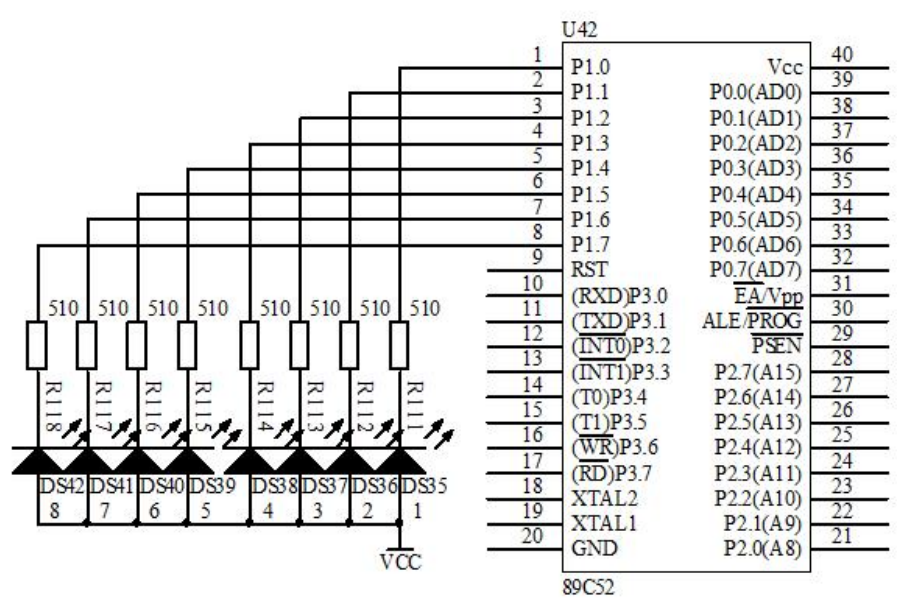 U42
1 P1.0 Vcc 40
2 P1.1 P0.0(AD0) 39
3 P1.2 P0.1(AD1) 38
4 P1.3 P0.2(AD2) 37
5 P1.4 P0.3(AD3) 36
6 P1.5 P0.4(AD4) 35
7 P1.6 P0.5(AD5) 34
8 P1.7 P0.6(AD6) 33
9 RST P0.7(AD7) 32
10 (RXD)P3.0 EA/Vpp 31
11 (TXD)P3.1 ALE/PROG 30
12 (INT0)P3.2 PSEN 29
13 (INT1)P3.3 P2.7(A15) 28
14 (T0)P3.4 P2.6(A14) 27
15 (T1)P3.5 P2.5(A13) 26
16 (WR)P3.6 P2.4(A12) 25
17 (RD)P3.7 P2.3(A11) 24
18 XTAL2 P2.2(A10) 23
19 XTAL1 P2.1(A9) 22
20 GND P2.0(A8) 21
89C52
510 510 510 510 510 510 510 510
R118 R117 R116 R115 R114 R113 R112 R111
DS42 DS41 DS40 DS39 DS38 DS37 DS36 DS35
8 7 6 5 4 3 2 1
VCC